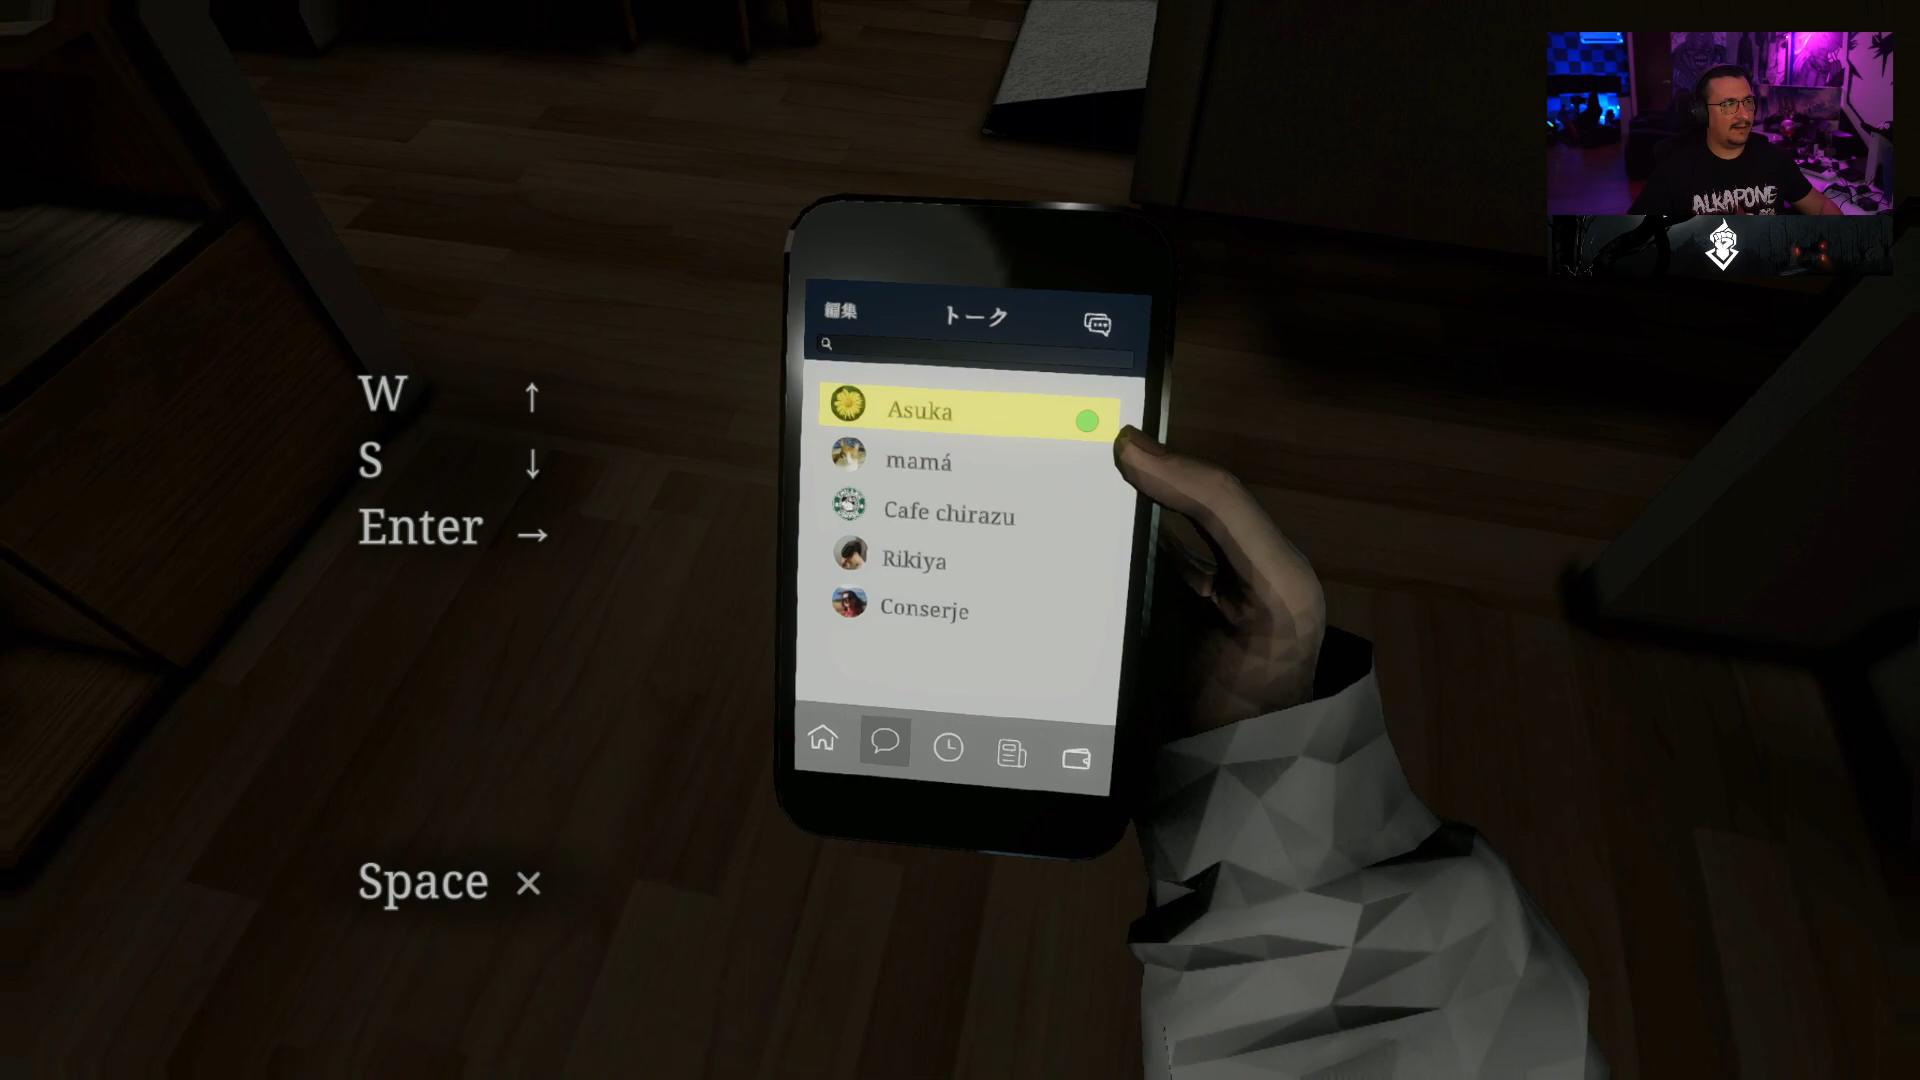 編集
トーク
Asuka
mamá
Cafe chirazu
Rikiya
Conserje
W ↑
S ↓
Enter →
Space ×
ALKAPONE